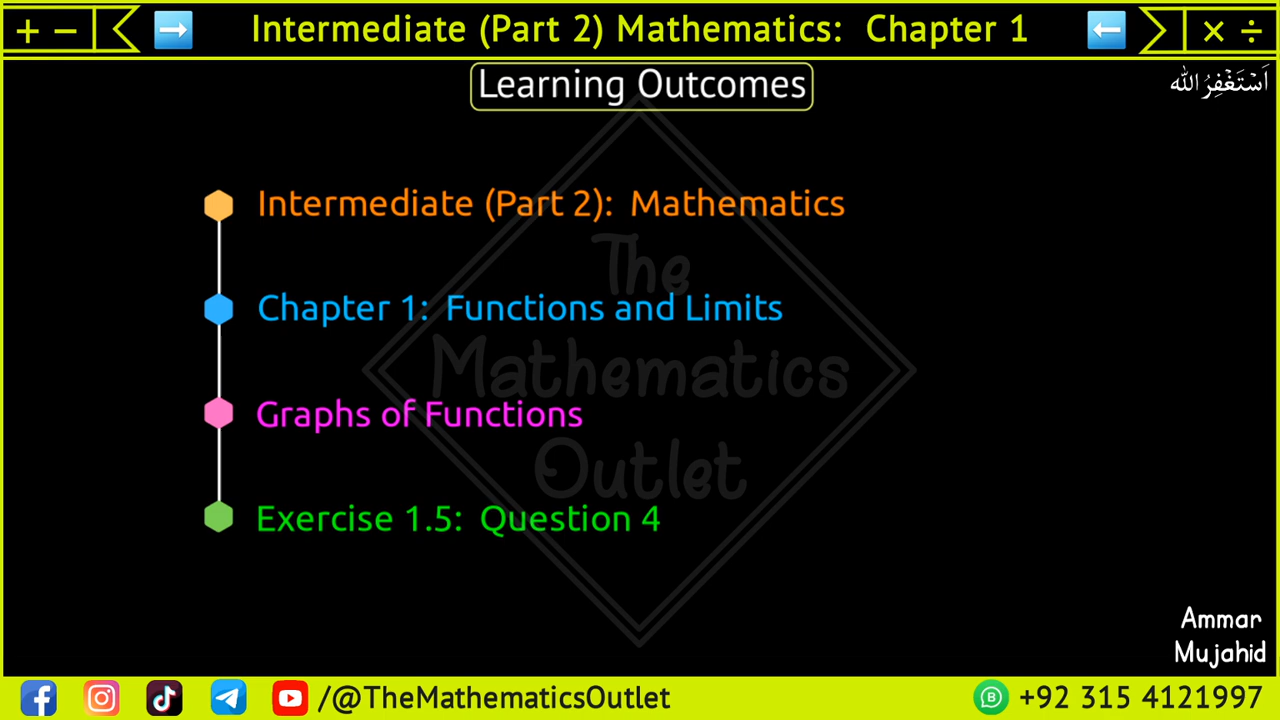 + − Intermediate (Part 2) Mathematics: Chapter 1 × ÷
Learning Outcomes
اَسْتَغْفِرُ اللّٰه
Intermediate (Part 2): Mathematics
The
Chapter 1: Functions and Limits
Mathematics
Graphs of Functions
Outlet
Exercise 1.5: Question 4
Ammar
Mujahid
/@TheMathematicsOutlet +92 315 4121997